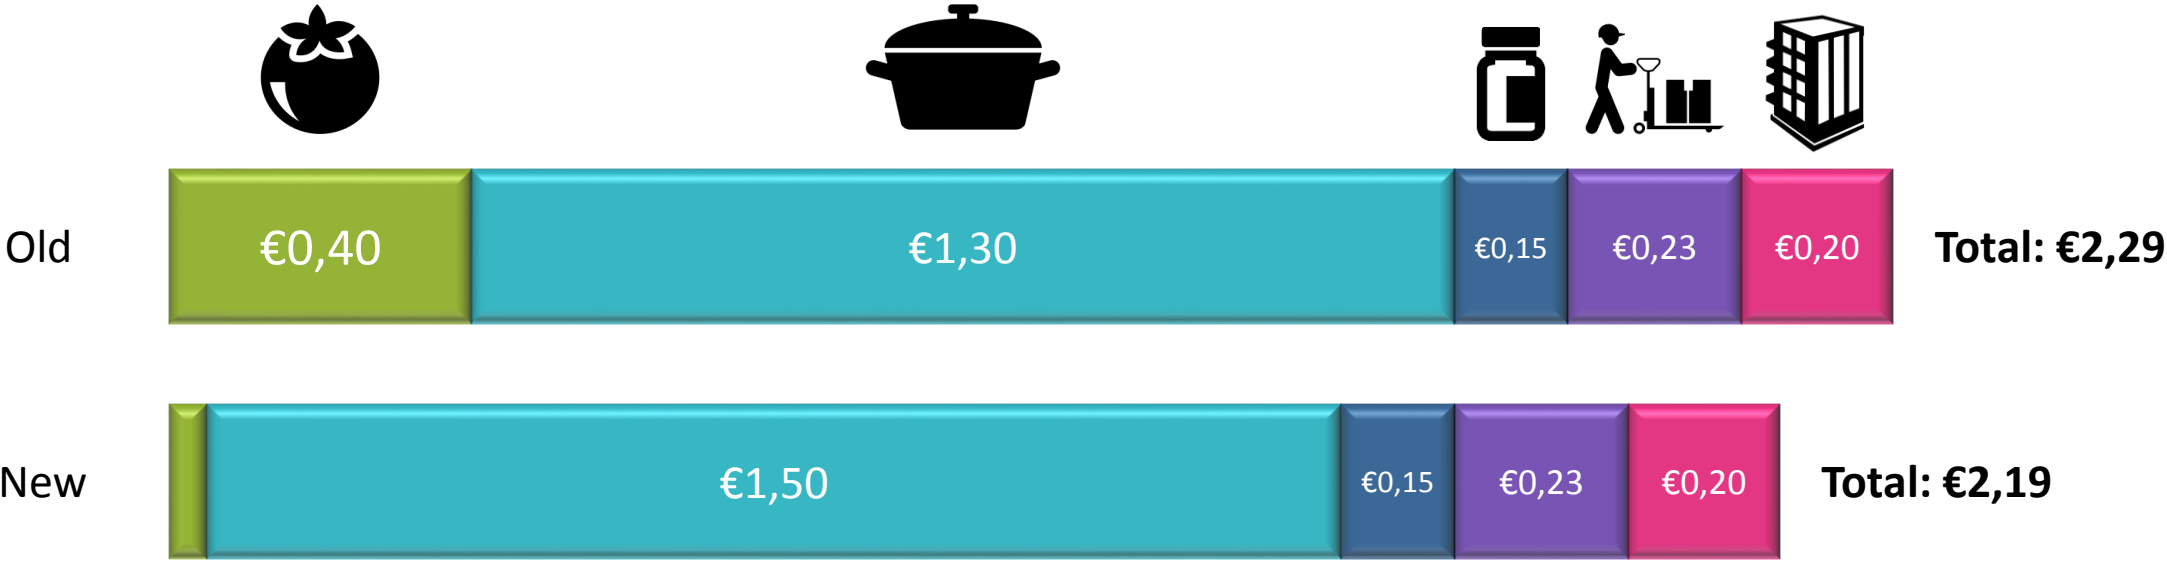 Old €0,40 €1,30 €0,15 €0,23 €0,20 Total: €2,29
New €1,50 €0,15 €0,23 €0,20 Total: €2,19